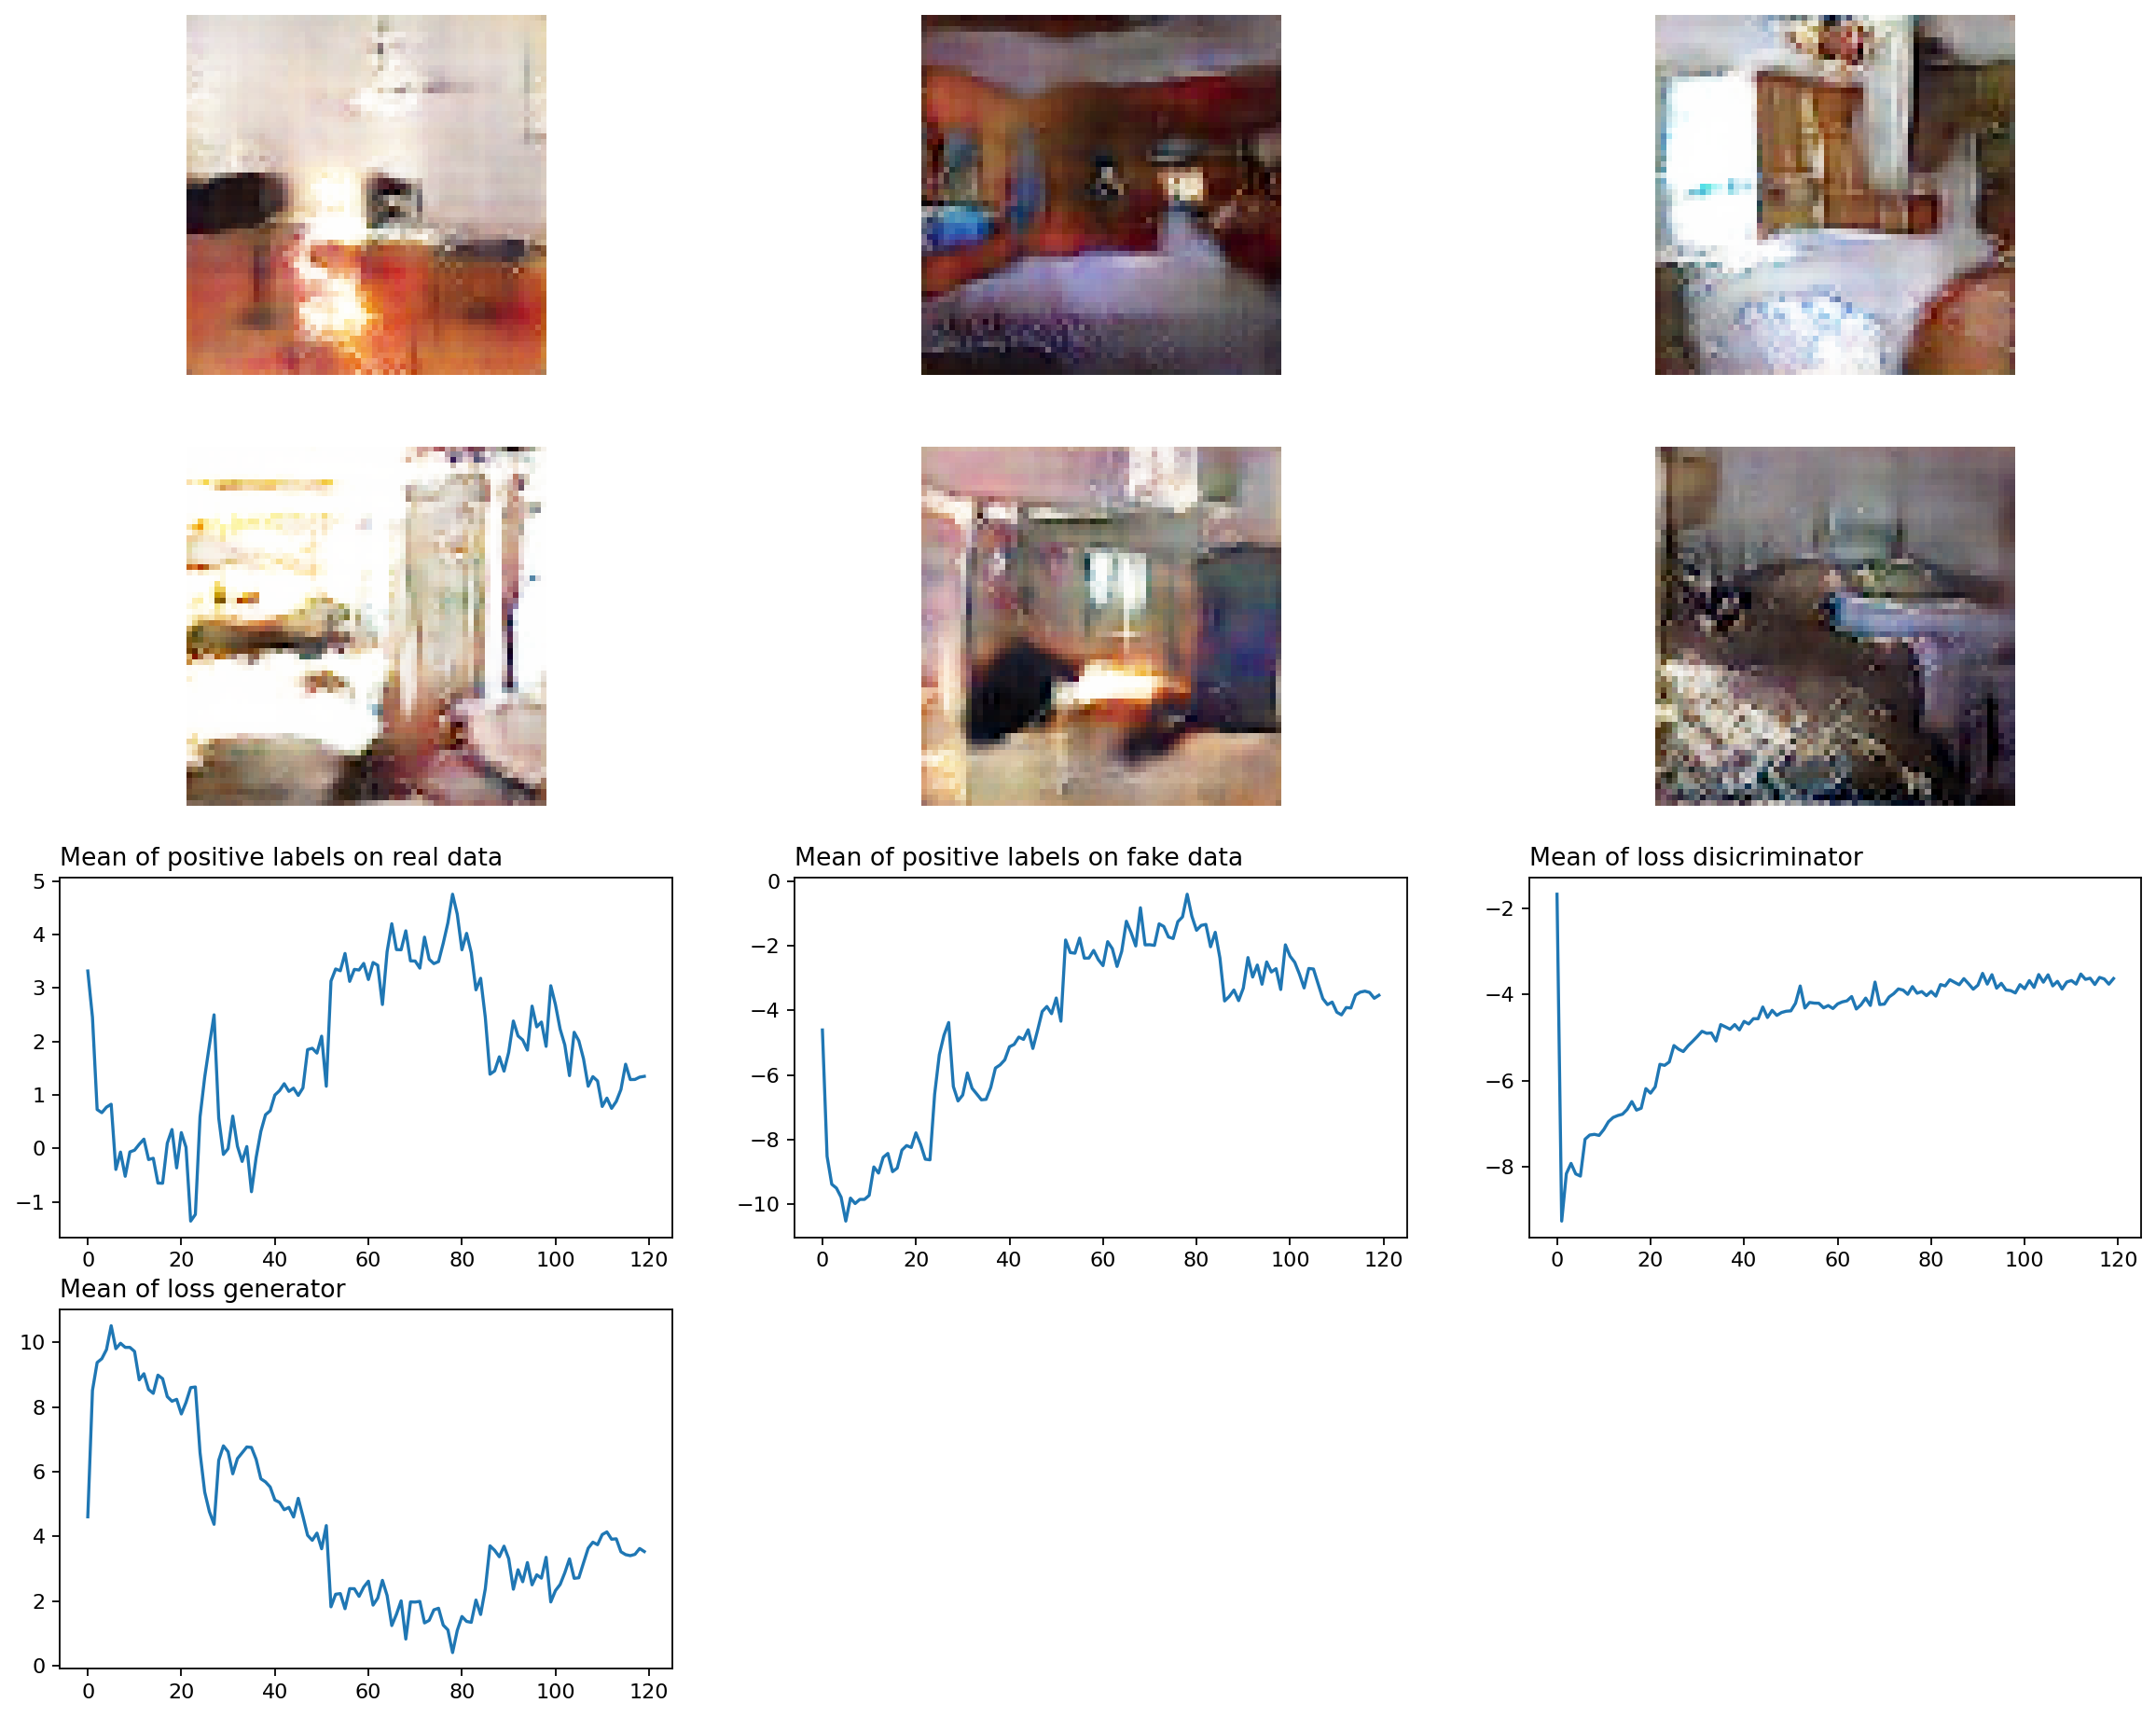 Mean of positive labels on real data
Mean of positive labels on fake data
Mean of loss disicriminator
5
4
3
2
1
0
−1
0 20 40 60 80 100 120
0
−2
−4
−6
−8
−10
0 20 40 60 80 100 120
−2
−4
−6
−8
0 20 40 60 80 100 120
Mean of loss generator
10
8
6
4
2
0
0 20 40 60 80 100 120